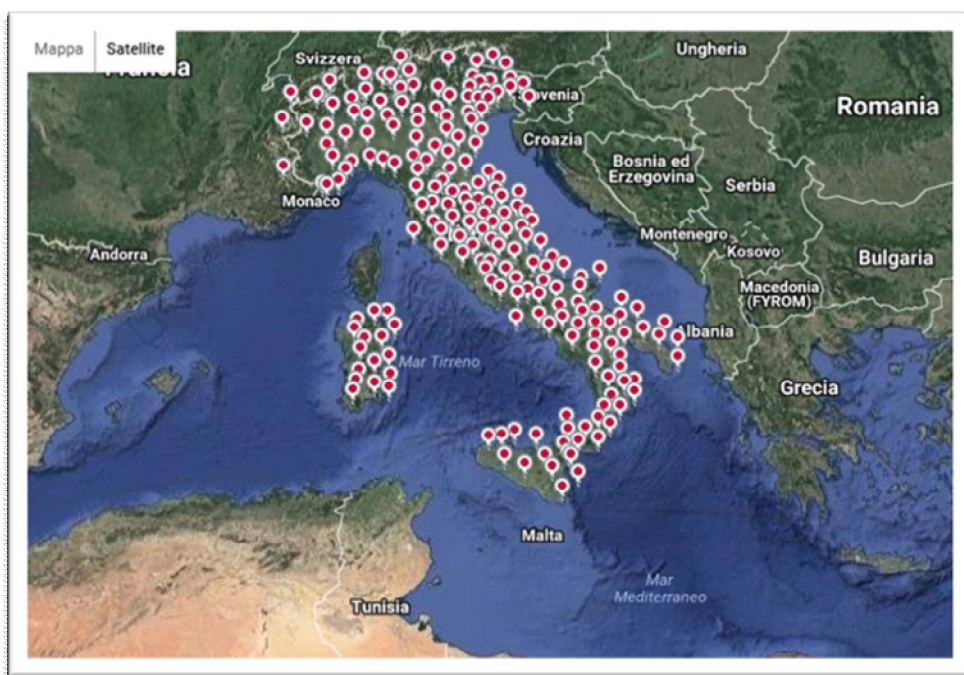 Mappa
Satellite
Francia
Svizzera
Ungheria
Slovenia
Romania
Croazia
Bosnia ed
Erzegovina
Serbia
Monaco
Andorra
Montenegro
Kosovo
Bulgaria
Macedonia
(FYROM)
Albania
Mar Tirreno
Grecia
Malta
Mar
Mediterraneo
Tunisia